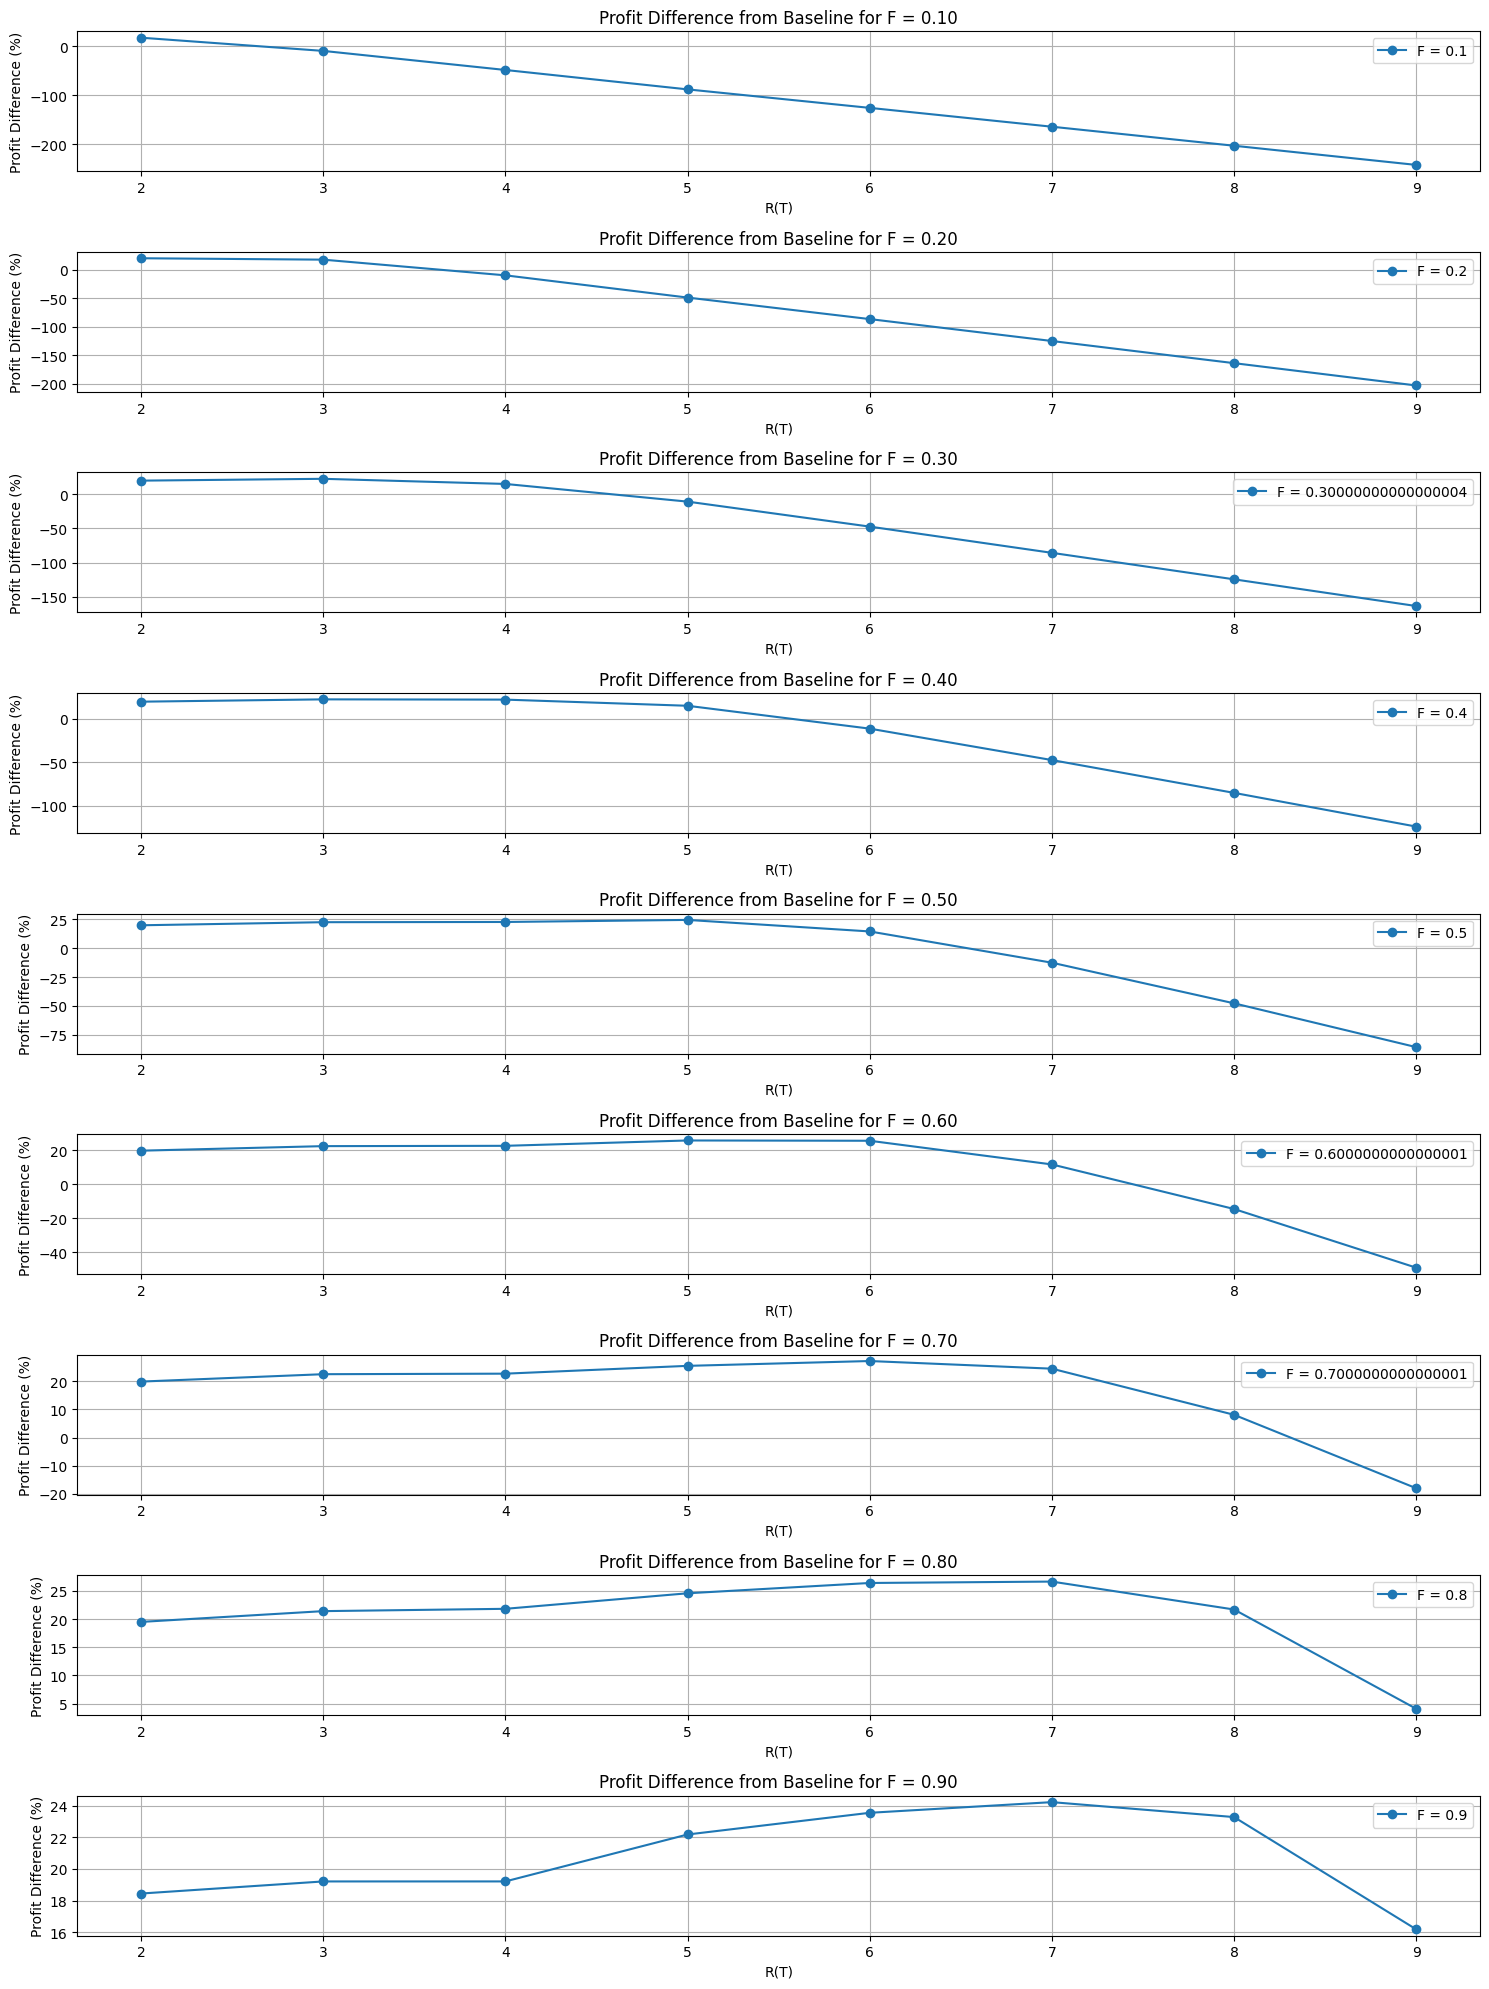 Profit Difference from Baseline for F = 0.10
Profit Difference (%)
0
−100
−200
F = 0.1
2 3 4 5 6 7 8 9
R(T)
Profit Difference from Baseline for F = 0.20
Profit Difference (%)
0
−50
−100
−150
−200
F = 0.2
2 3 4 5 6 7 8 9
R(T)
Profit Difference from Baseline for F = 0.30
Profit Difference (%)
0
−50
−100
−150
F = 0.30000000000000004
2 3 4 5 6 7 8 9
R(T)
Profit Difference from Baseline for F = 0.40
Profit Difference (%)
0
−50
−100
F = 0.4
2 3 4 5 6 7 8 9
R(T)
Profit Difference from Baseline for F = 0.50
Profit Difference (%)
25
0
−25
−50
−75
F = 0.5
2 3 4 5 6 7 8 9
R(T)
Profit Difference from Baseline for F = 0.60
Profit Difference (%)
20
0
−20
−40
F = 0.6000000000000001
2 3 4 5 6 7 8 9
R(T)
Profit Difference from Baseline for F = 0.70
Profit Difference (%)
20
10
0
−10
−20
F = 0.7000000000000001
2 3 4 5 6 7 8 9
R(T)
Profit Difference from Baseline for F = 0.80
Profit Difference (%)
25
20
15
10
5
F = 0.8
2 3 4 5 6 7 8 9
R(T)
Profit Difference from Baseline for F = 0.90
Profit Difference (%)
24
22
20
18
16
F = 0.9
2 3 4 5 6 7 8 9
R(T)